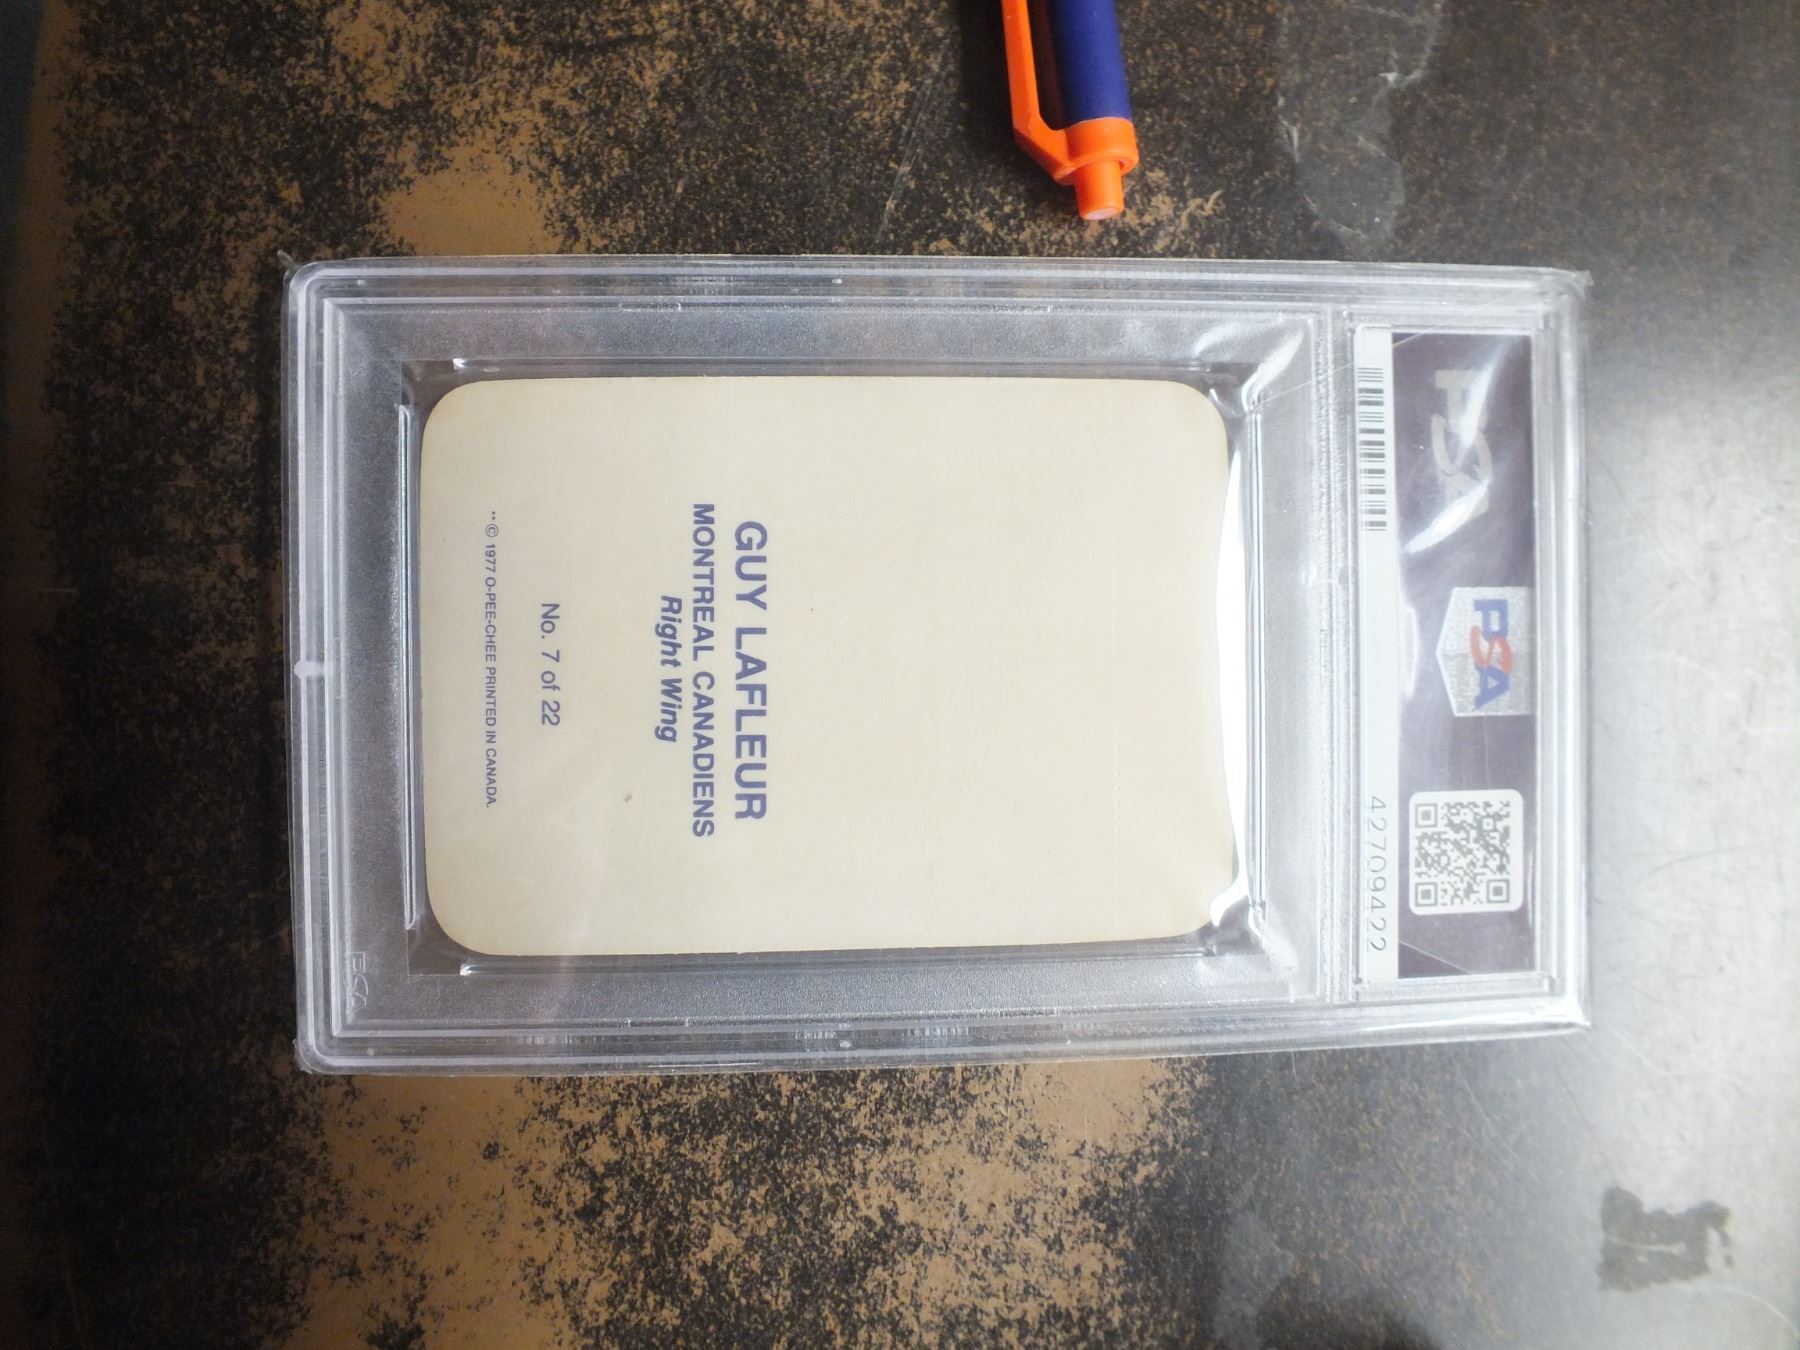 PSA
PSA
42709422
GUY LAFLEUR
MONTREAL CANADIENS
Right Wing
No. 7 of 22
** © 1977 O-PEE-CHEE PRINTED IN CANADA.